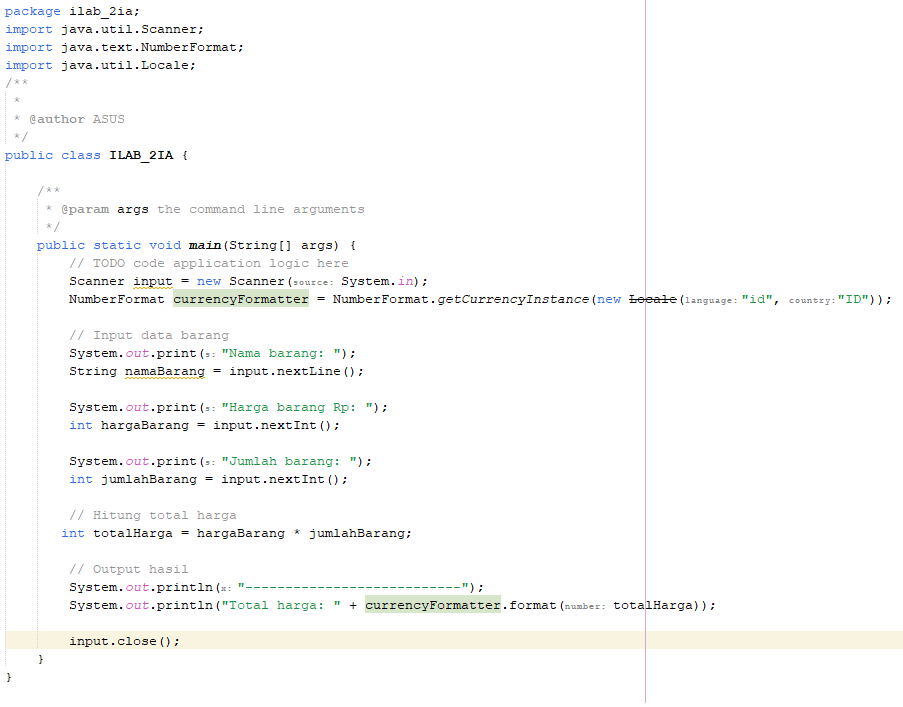 package ilab_2ia;
import java.util.Scanner;
import java.text.NumberFormat;
import java.util.Locale;
/**
 *
 * @author ASUS
 */
public class ILAB_2IA {

    /**
     * @param args the command line arguments
     */
    public static void main(String[] args) {
        // TODO code application logic here
        Scanner input = new Scanner(source: System.in);
        NumberFormat currencyFormatter = NumberFormat.getCurrencyInstance(new Locale(language: "id", country: "ID"));

        // Input data barang
        System.out.print(s: "Nama barang: ");
        String namaBarang = input.nextLine();

        System.out.print(s: "Harga barang Rp: ");
        int hargaBarang = input.nextInt();

        System.out.print(s: "Jumlah barang: ");
        int jumlahBarang = input.nextInt();

        // Hitung total harga
       int totalHarga = hargaBarang * jumlahBarang;

        // Output hasil
        System.out.println(x: "---------------------------");
        System.out.println("Total harga: " + currencyFormatter.format(number: totalHarga));

        input.close();
    }
}